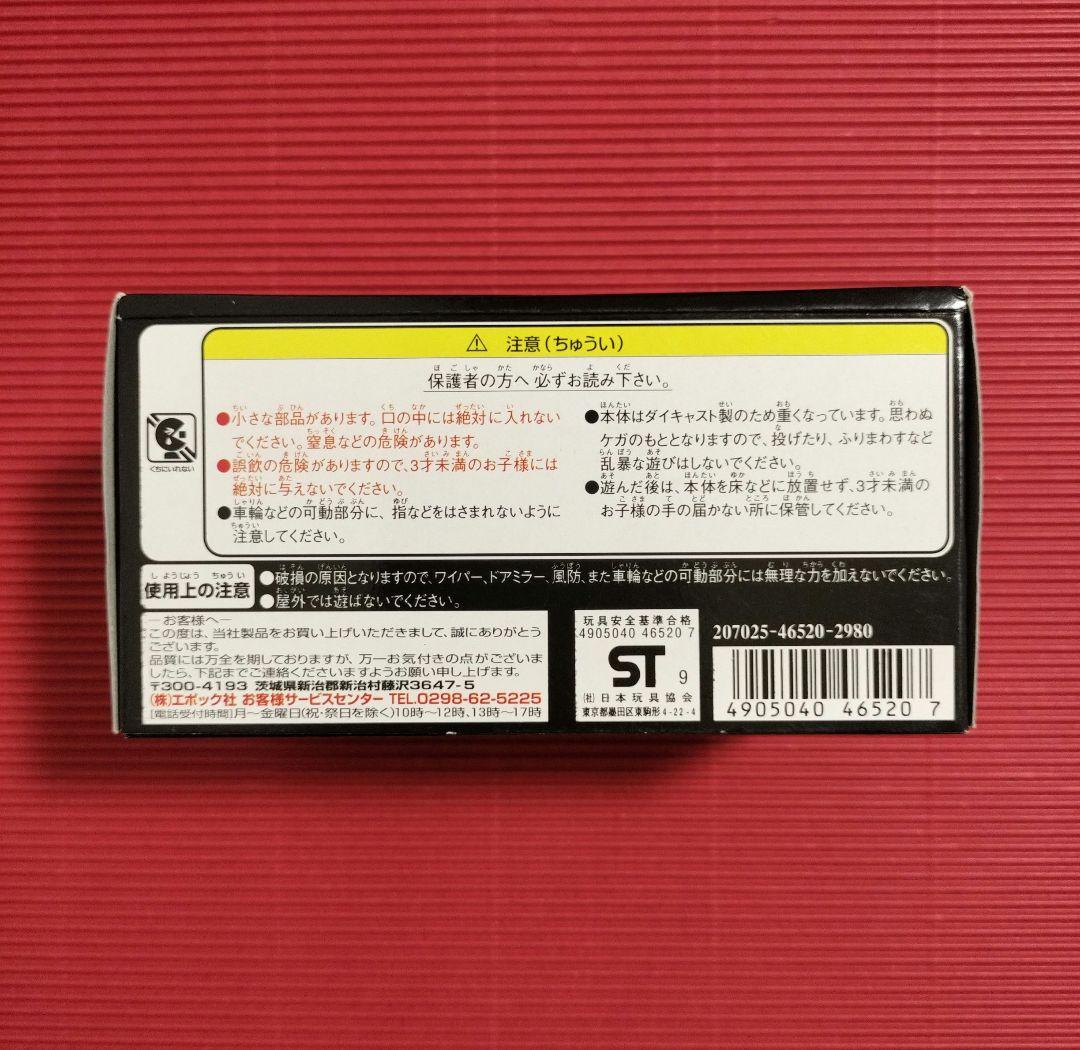 ⚠ 注意(ちゅうい)
保護者の方へ必ずお読み下さい。
くちにいれない
●小さな部品があります。口の中には絶対に入れない
でください。窒息などの危険があります。
●誤飲の危険がありますので、3才未満のお子様には
絶対に与えないでください。
●車輪などの可動部分に、指などをはさまれないように
注意してください。
●本体はダイキャスト製のため重くなっています。思わぬ
ケガのもととなりますので、投げたり、ふりまわすなど
乱暴な遊びはしないでください。
●遊んだ後は、本体を床などに放置せず、3才未満の
お子様の手の届かない所に保管してください。
使用上の注意
●破損の原因となりますので、ワイパー、ドアミラー、風防、また車輪などの可動部分には無理な力を加えないでください。
●屋外では遊ばないでください。
―お客様へ―
この度は、当社製品をお買い上げいただきまして、誠にありがとう
ございます。
品質には万全を期しておりますが、万一お気付きの点がございま
したら、下記までご連絡くださいますようお願い申し上げます。
〒300-4193 茨城県新治郡新治村藤沢3647-5
(株)エポック社 お客様サービスセンター TEL.0298-62-5225
[電話受付時間]月〜金曜日(祝・祭日を除く)10時〜12時、13時〜17時
玩具安全基準合格
4905040 46520 7
ST 9
(社)日本玩具協会
東京都墨田区東駒形4-22-4
207025-46520-2980
4905040 46520 7